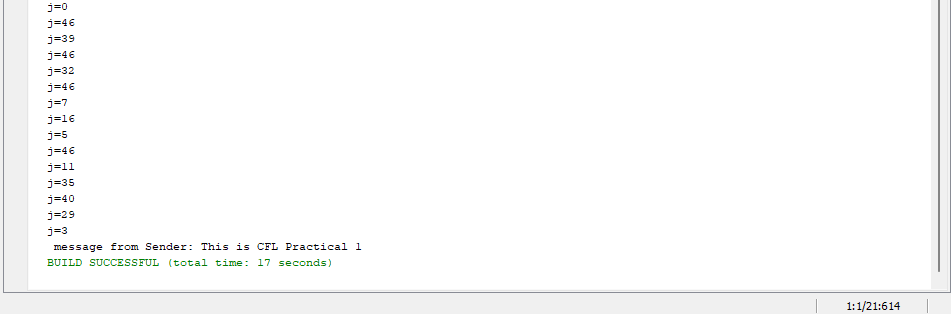 j=0
j=46
j=39
j=46
j=32
j=46
j=7
j=16
j=5
j=46
j=11
j=35
j=40
j=29
j=3
message from Sender: This is CFL Practical 1
BUILD SUCCESSFUL (total time: 17 seconds)
1:1/21:614